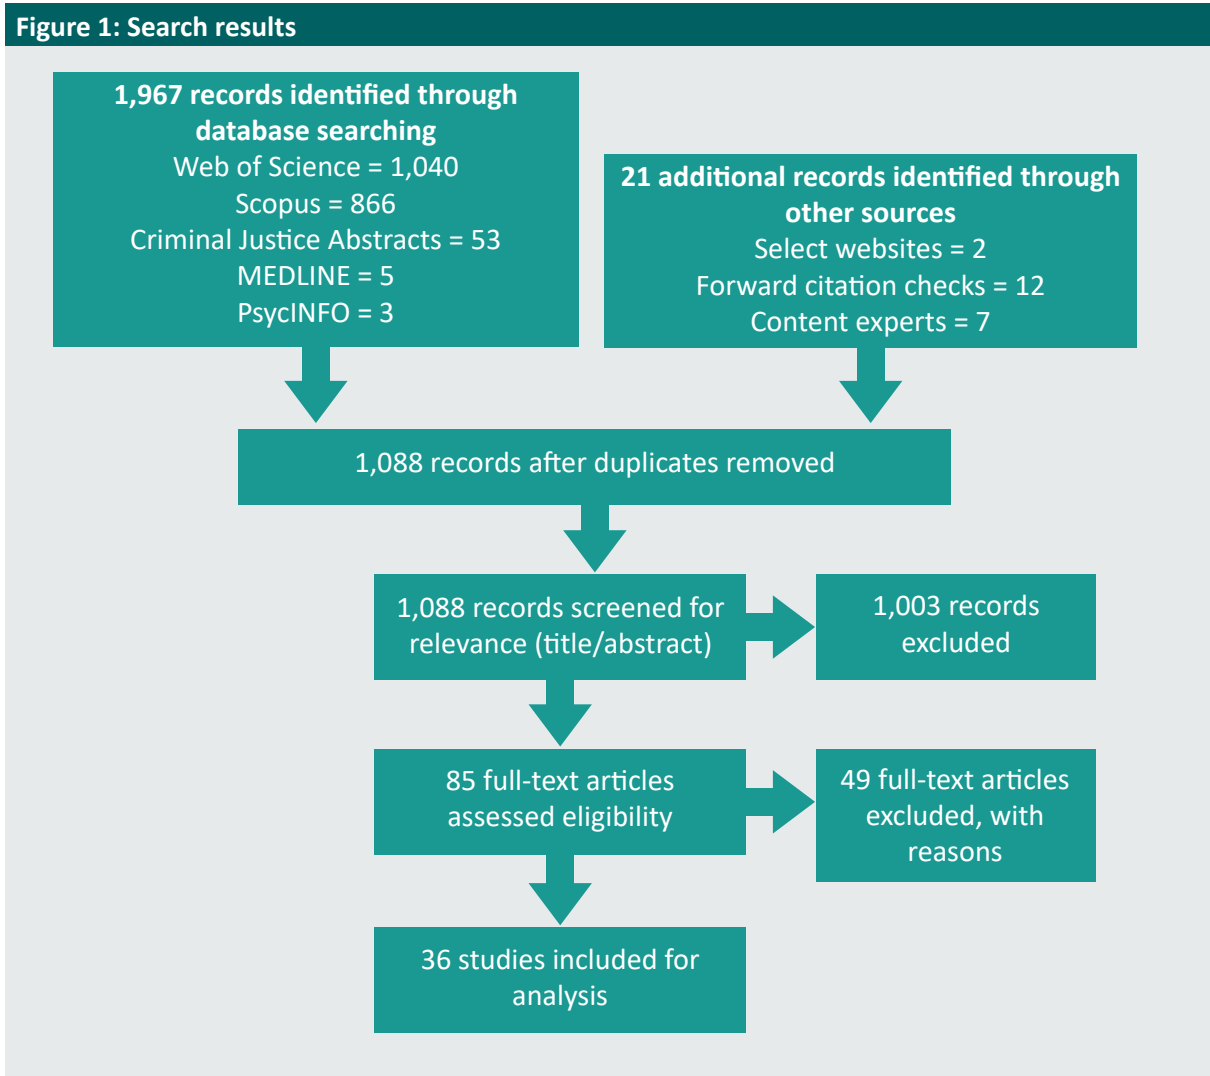 Figure 1: Search results
1,967 records identified through
database searching
Web of Science = 1,040
Scopus = 866
Criminal Justice Abstracts = 53
MEDLINE = 5
PsycINFO = 3
21 additional records identified through
other sources
Select websites = 2
Forward citation checks = 12
Content experts = 7
1,088 records after duplicates removed
1,088 records screened for
relevance (title/abstract)
1,003 records
excluded
85 full-text articles
assessed eligibility
49 full-text articles
excluded, with
reasons
36 studies included for
analysis